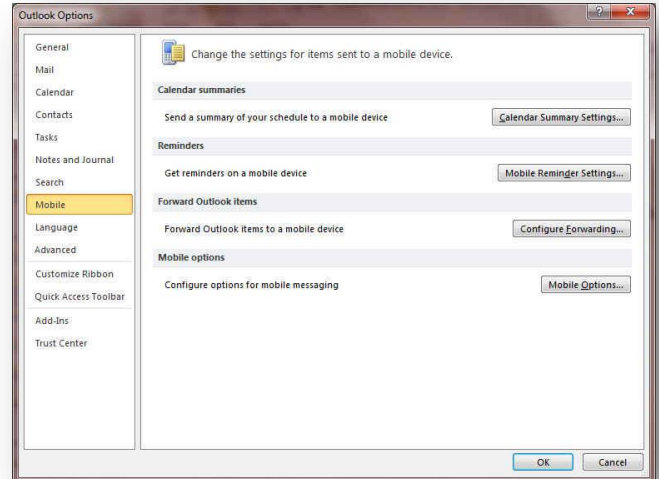 Outlook Options
General
Mail
Calendar
Contacts
Tasks
Notes and Journal
Search
Mobile
Language
Advanced
Customize Ribbon
Quick Access Toolbar
Add-Ins
Trust Center
Change the settings for items sent to a mobile device.
Calendar summaries
Send a summary of your schedule to a mobile device
Calendar Summary Settings...
Reminders
Get reminders on a mobile device
Mobile Reminder Settings...
Forward Outlook items
Forward Outlook items to a mobile device
Configure Forwarding...
Mobile options
Configure options for mobile messaging
Mobile Options...
OK
Cancel